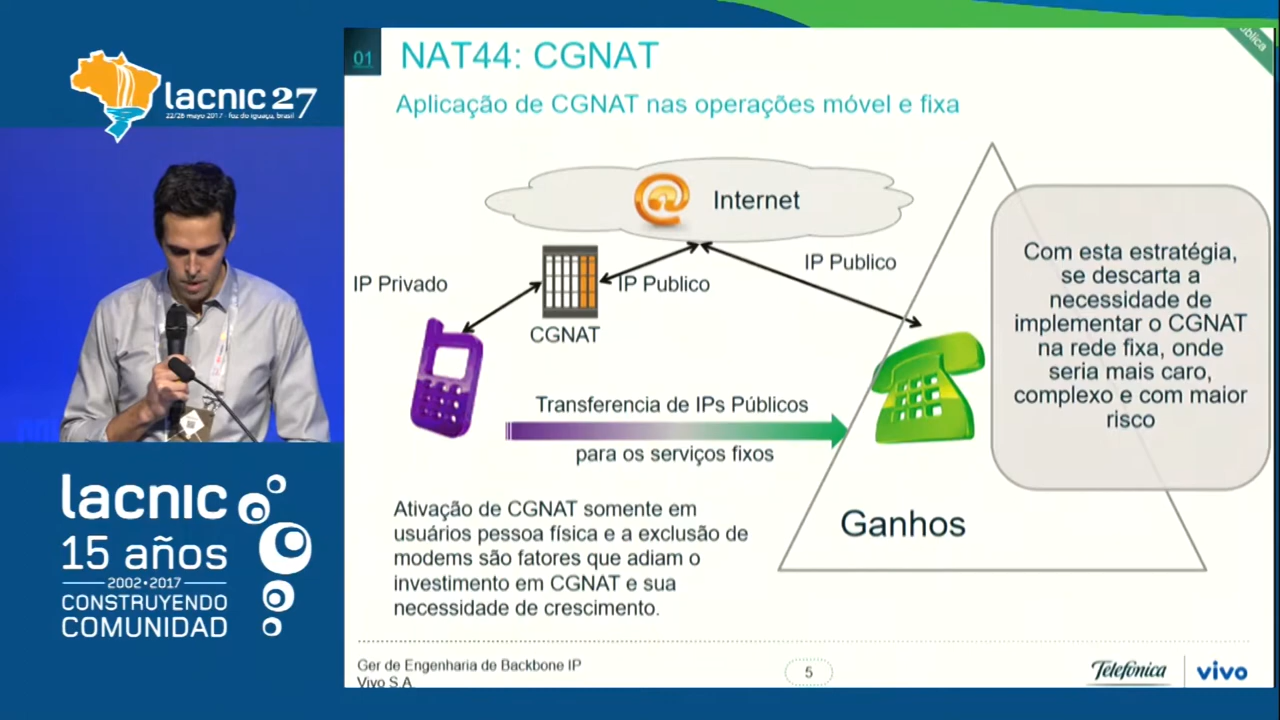 lacnic 27
22/26 mayo 2017 - foz do iguaçu, brasil
lacnic
15 años
2002•2017
CONSTRUYENDO
COMUNIDAD
01
NAT44: CGNAT
Aplicação de CGNAT nas operações móvel e fixa
Internet
IP Privado
IP Publico
IP Publico
CGNAT
Transferencia de IPs Públicos
para os serviços fixos
Com esta estratégia,
se descarta a
necessidade de
implementar o CGNAT
na rede fixa, onde
seria mais caro,
complexo e com maior
risco
Ganhos
Ativação de CGNAT somente em
usuários pessoa física e a exclusão de
modems são fatores que adiam o
investimento em CGNAT e sua
necessidade de crescimento.
Ger de Engenharia de Backbone IP
Vivo S.A
5
Telefónica
vivo